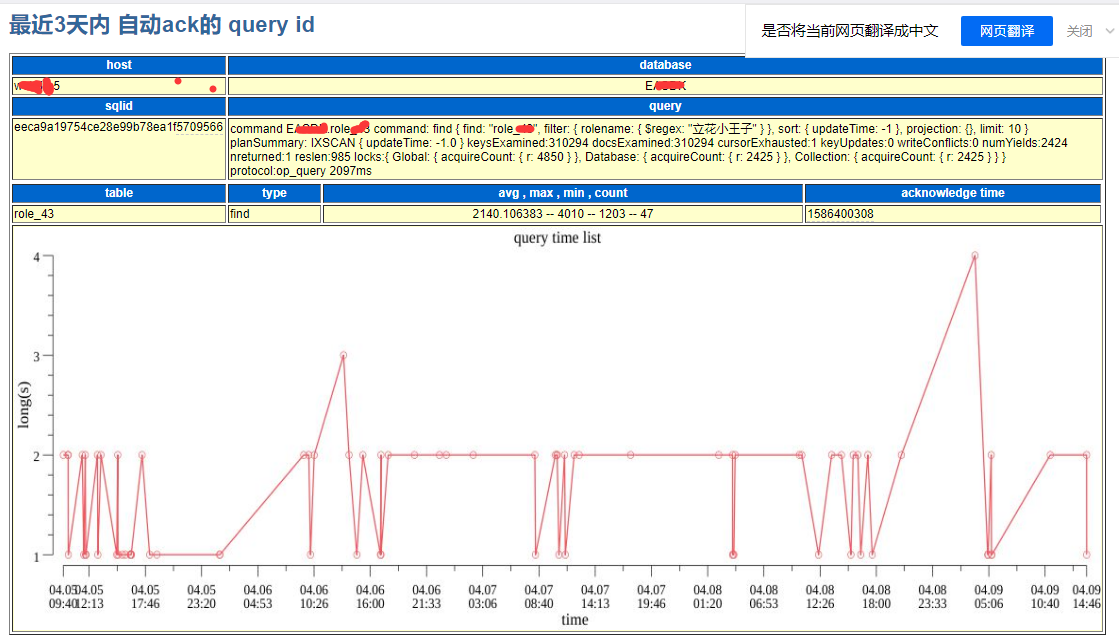 最近3天内 自动ack的 query id
是否将当前网页翻译成中文 网页翻译 关闭
host database
sqlid query
eeca9a19754ce28e99b78ea1f5709566
command command: find { find: "role_ filter: { rolename: { $regex: "立花小王子" } }, sort: { updateTime: -1 }, projection: {}, limit: 10 }
planSummary: IXSCAN { updateTime: -1.0 } keysExamined:310294 docsExamined:310294 cursorExhausted:1 keyUpdates:0 writeConflicts:0 numYields:2424
nreturned:1 reslen:985 locks:{ Global: { acquireCount: { r: 4850 } }, Database: { acquireCount: { r: 2425 } }, Collection: { acquireCount: { r: 2425 } } }
protocol:op_query 2097ms
table type avg , max , min , count acknowledge time
role_43 find 2140.106383 -- 4010 -- 1203 -- 47 1586400308
query time list
4
3
long(s)
2
1
04.05 04.05 04.05 04.05 04.06 04.06 04.06 04.06 04.07 04.07 04.07 04.07 04.08 04.08 04.08 04.08 04.08 04.09 04.09 04.09
09:40 12:13 17:46 23:20 04:53 10:26 16:00 21:33 03:06 08:40 14:13 19:46 01:20 06:53 12:26 18:00 23:33 05:06 10:40 14:46
time